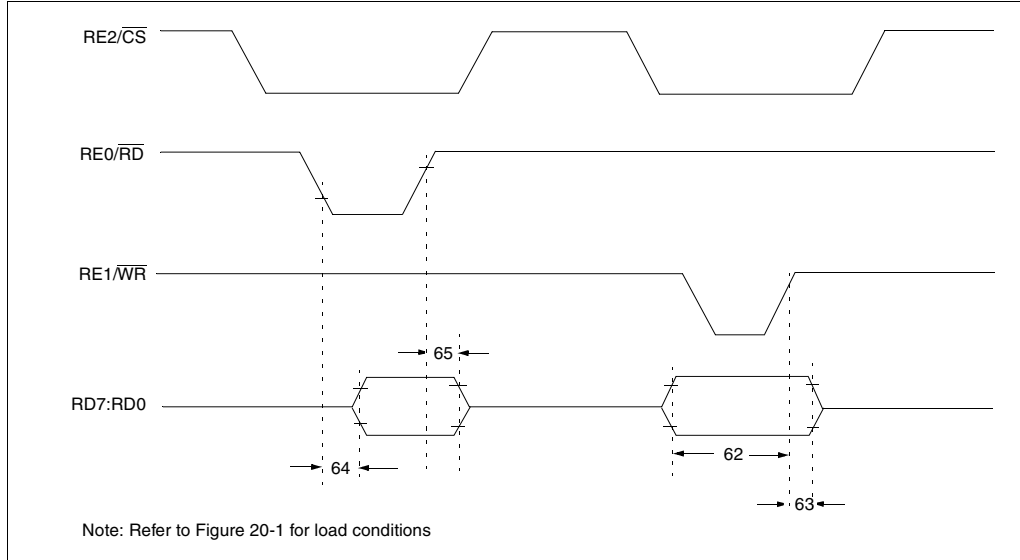 RE2/CS
RE0/RD
RE1/WR
65
RD7:RD0
62
64
63
Note: Refer to Figure 20-1 for load conditions